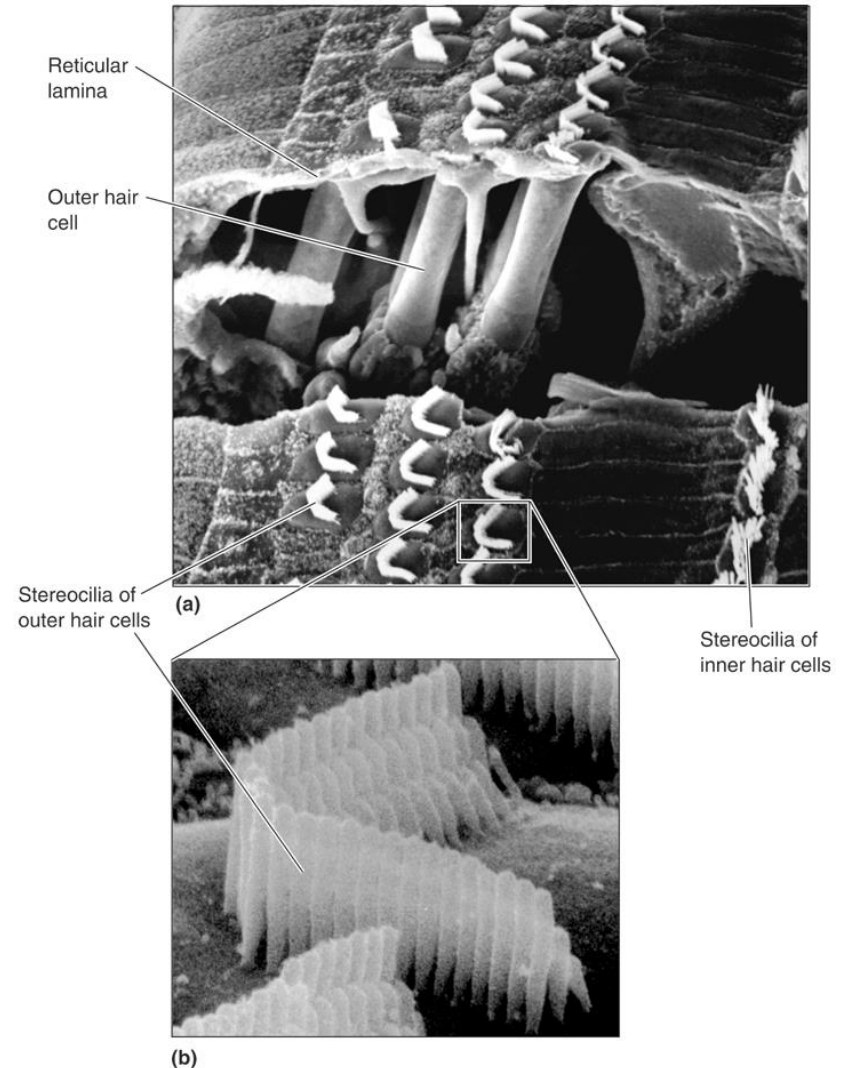 Reticular
lamina
Outer hair
cell
Stereocilia of
outer hair cells
(a)
Stereocilia of
inner hair cells
(b)